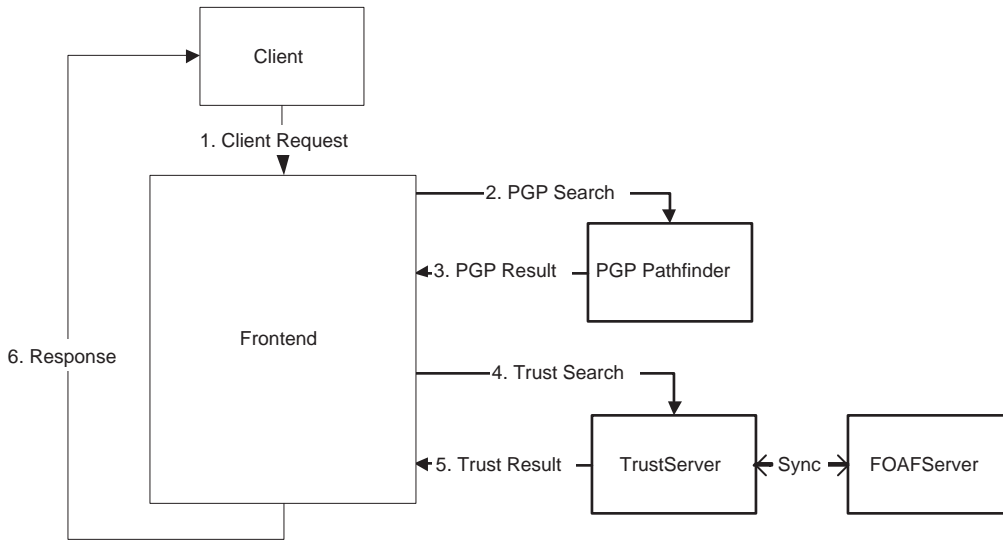 Client
1. Client Request
2. PGP Search
3. PGP Result
PGP Pathfinder
Frontend
6. Response
4. Trust Search
5. Trust Result
TrustServer
Sync
FOAFServer